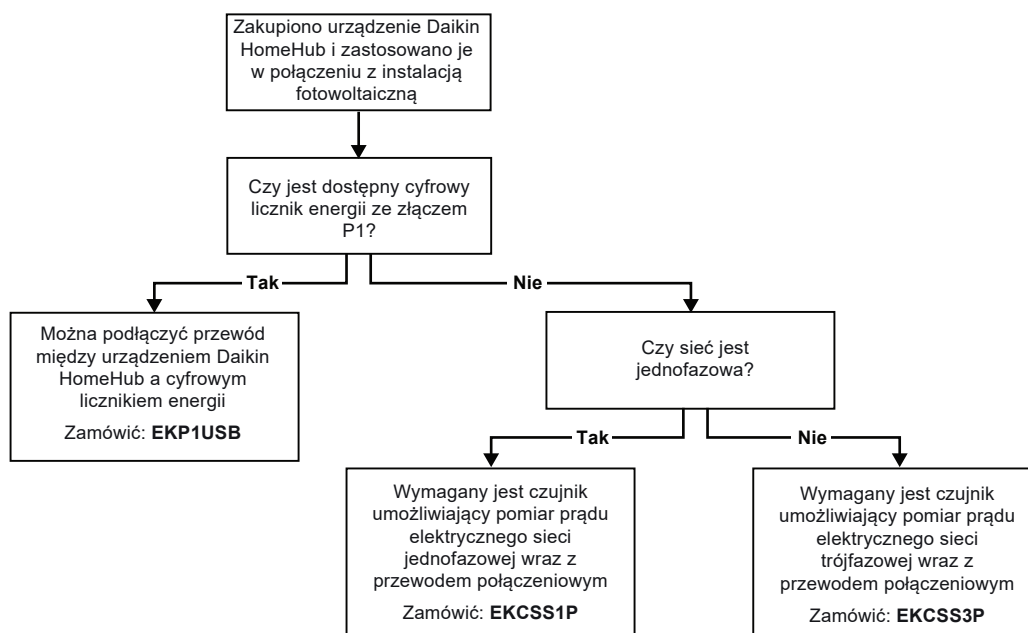 Zakupiono urządzenie Daikin
HomeHub i zastosowano je
w połączeniu z instalacją
fotowoltaiczną
Czy jest dostępny cyfrowy
licznik energii ze złączem
P1?
Tak
Nie
Można podłączyć przewód
między urządzeniem Daikin
HomeHub a cyfrowym
licznikiem energii
Zamówić: EKP1USB
Czy sieć jest
jednofazowa?
Tak
Nie
Wymagany jest czujnik
umożliwiający pomiar prądu
elektrycznego sieci
jednofazowej wraz z
przewodem połączeniowym
Zamówić: EKCSS1P
Wymagany jest czujnik
umożliwiający pomiar prądu
elektrycznego sieci
trójfazowej wraz z
przewodem połączeniowym
Zamówić: EKCSS3P